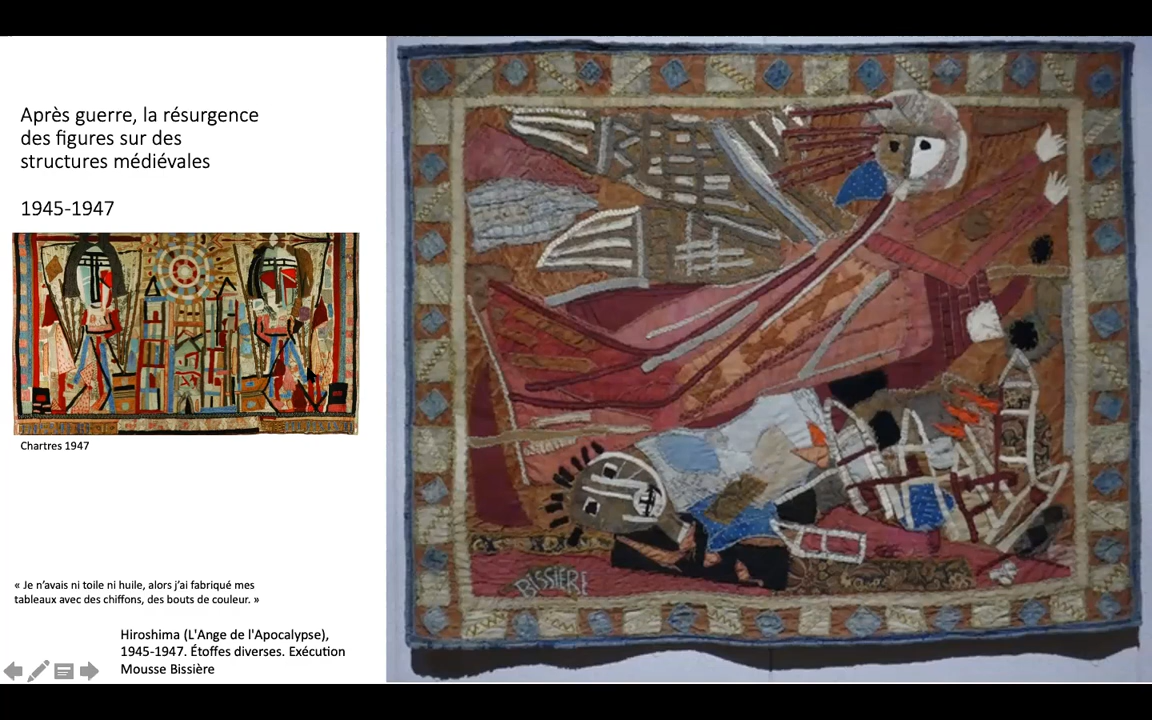 Après guerre, la résurgence
des figures sur des
structures médiévales
1945-1947
Chartres 1947
« Je n'avais ni toile ni huile, alors j'ai fabriqué mes
tableaux avec des chiffons, des bouts de couleur. »
Hiroshima (L'Ange de l'Apocalypse),
1945-1947. Étoffes diverses. Exécution
Mousse Bissière
BISSIERE